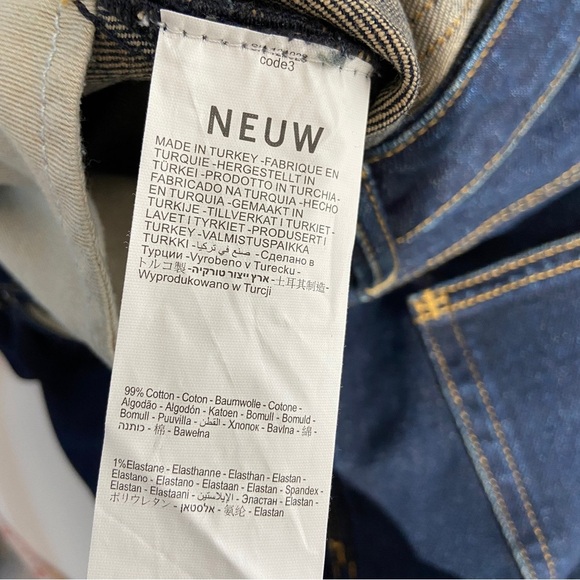 code3
NEUW
MADE IN TURKEY -FABRIQUE EN
TURQUIE -HERGESTELLT IN
TÜRKEI -PRODOTTO IN TURCHIA-
FABRICADO NA TURQUIA -HECHO
EN TURQUIA -GEMAAKT IN
TURKIJE -TILLVERKAT I TURKIET-
LAVET I TYRKIET -PRODUSERT I
TURKEY -VALMISTUSPAIKKA
TURKKI - صنع في تركيا - Сделано в
Турции -Vyrobeno v Turecku -
トルコ製 - ארץ ייצור טורקיה - 土耳其制造 -
Wyprodukowano w Turcji
99% Cotton - Coton - Baumwolle - Cotone -
Algodão - Algodón - Katoen - Bomull - Bomuld -
Bomull - Puuvilla - القطن - Хлопок - Bavlna - 綿 -
כותנה - 棉 - Bawełna
1%Elastane - Elasthanne - Elasthan - Elastan -
Elastano - Elastano - Elastaan - Elastan - Spandex -
Elastan - Elastaani - الإيلاستين - Эластан - Elastan -
ポリウレタン - אלסטאן - 氨纶 - Elastan